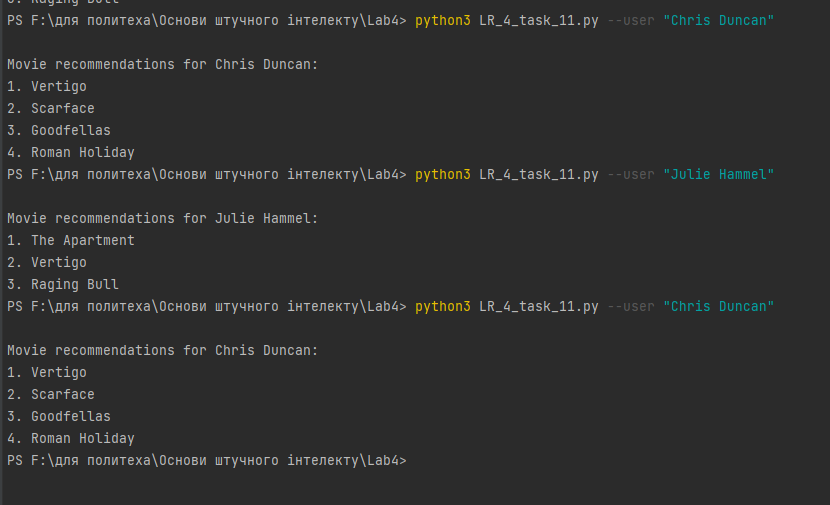 3. Raging Bull
PS F:\для политеха\Основи штучного інтелекту\Lab4> python3 LR_4_task_11.py --user "Chris Duncan"
Movie recommendations for Chris Duncan:
1. Vertigo
2. Scarface
3. Goodfellas
4. Roman Holiday
PS F:\для политеха\Основи штучного інтелекту\Lab4> python3 LR_4_task_11.py --user "Julie Hammel"
Movie recommendations for Julie Hammel:
1. The Apartment
2. Vertigo
3. Raging Bull
PS F:\для политеха\Основи штучного інтелекту\Lab4> python3 LR_4_task_11.py --user "Chris Duncan"
Movie recommendations for Chris Duncan:
1. Vertigo
2. Scarface
3. Goodfellas
4. Roman Holiday
PS F:\для политеха\Основи штучного інтелекту\Lab4>